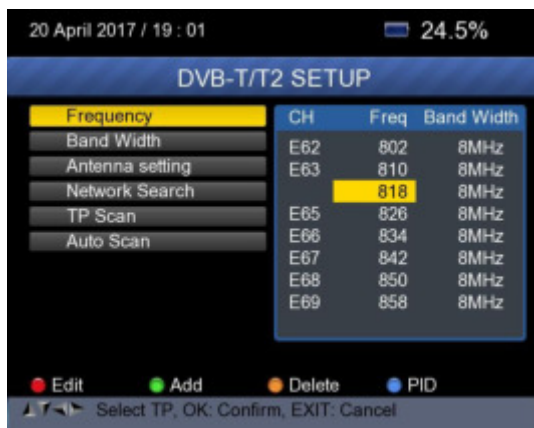 20 April 2017 / 19 : 01 24.5%
DVB-T/T2 SETUP
Frequency
Band Width
Antenna setting
Network Search
TP Scan
Auto Scan
CH Freq Band Width
E62 802 8MHz
E63 810 8MHz
818 8MHz
E65 826 8MHz
E66 834 8MHz
E67 842 8MHz
E68 850 8MHz
E69 858 8MHz
Edit Add Delete PID
Select TP, OK: Confirm, EXIT: Cancel